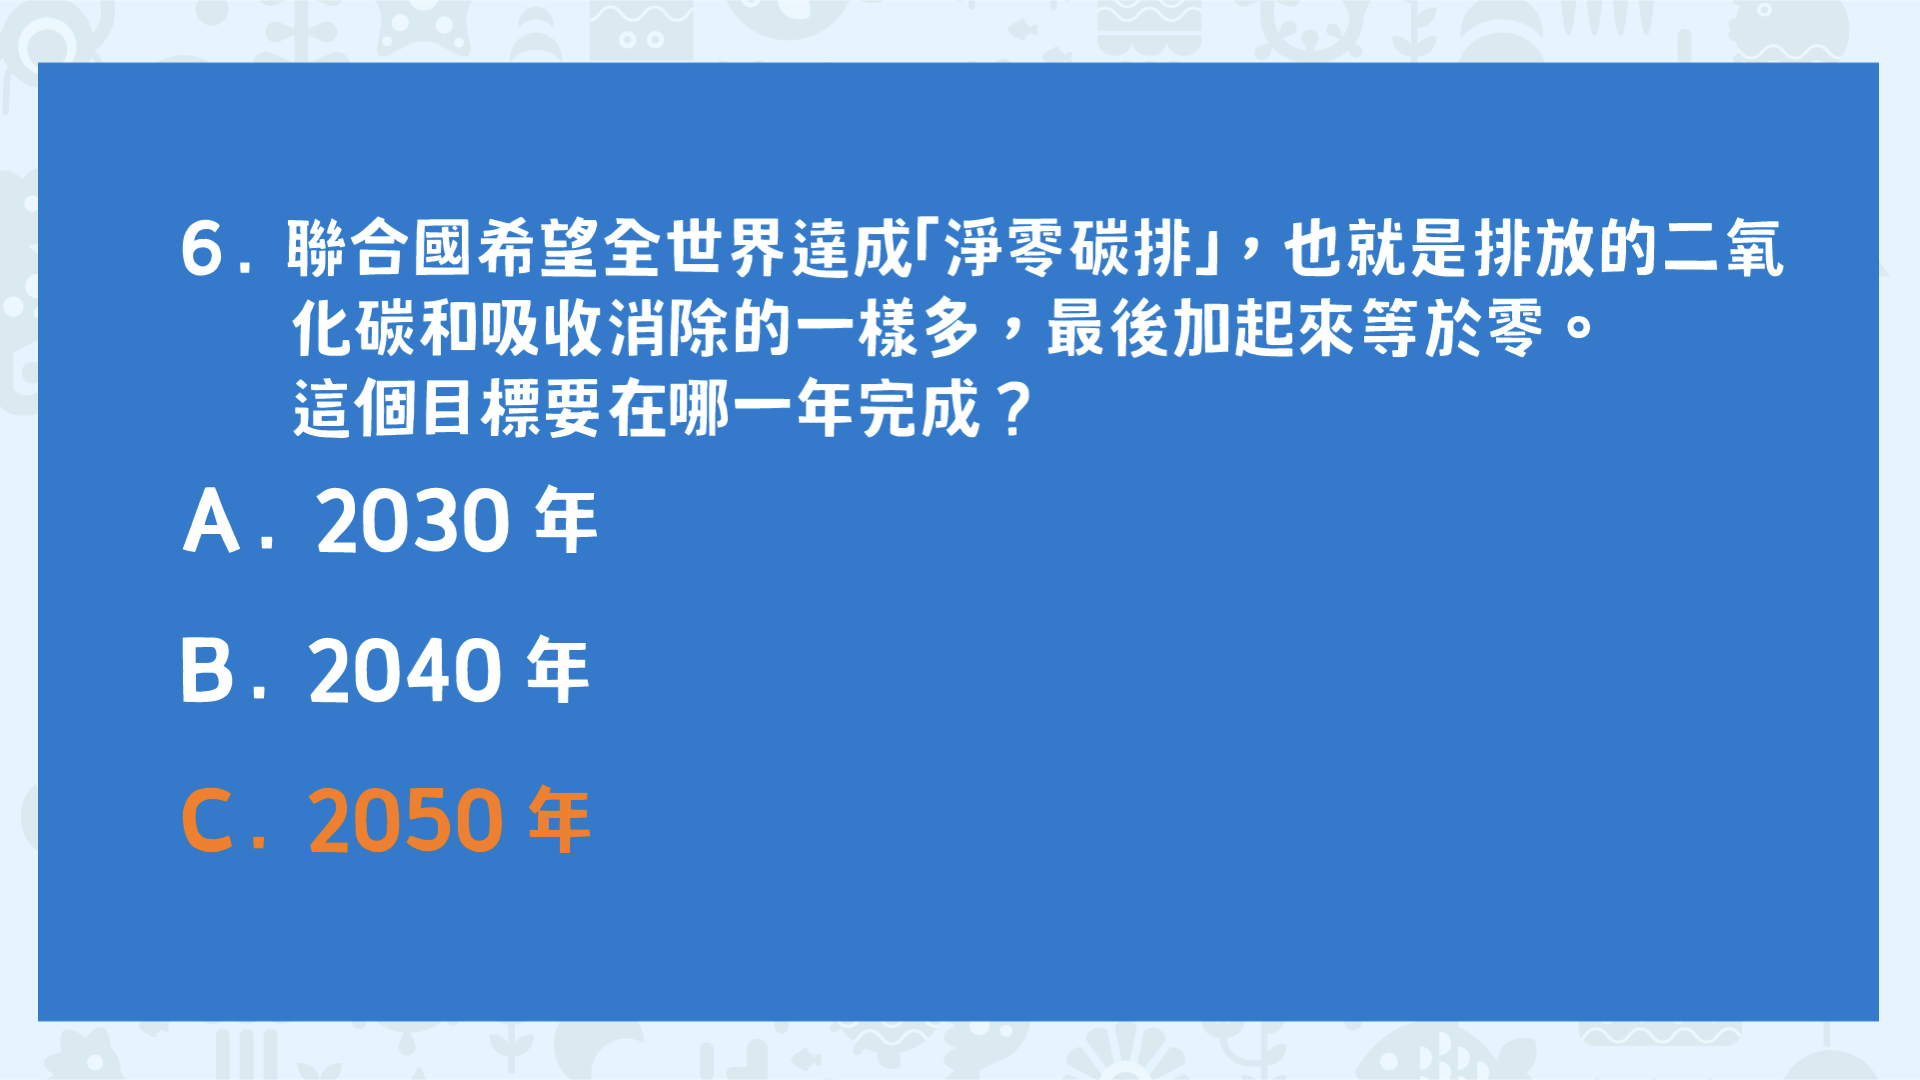 6. 聯合國希望全世界達成「淨零碳排」,也就是排放的二氧
化碳和吸收消除的一樣多,最後加起來等於零。
這個目標要在哪一年完成?
A. 2030 年
B. 2040 年
C. 2050 年